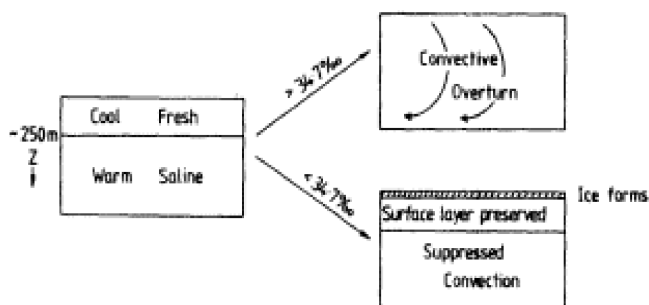 Cool Fresh
~250m
Z
Warm Saline
> 34.7‰
< 34.7‰
Convective
Overturn
Ice forms
Surface layer preserved
Suppressed
Convection